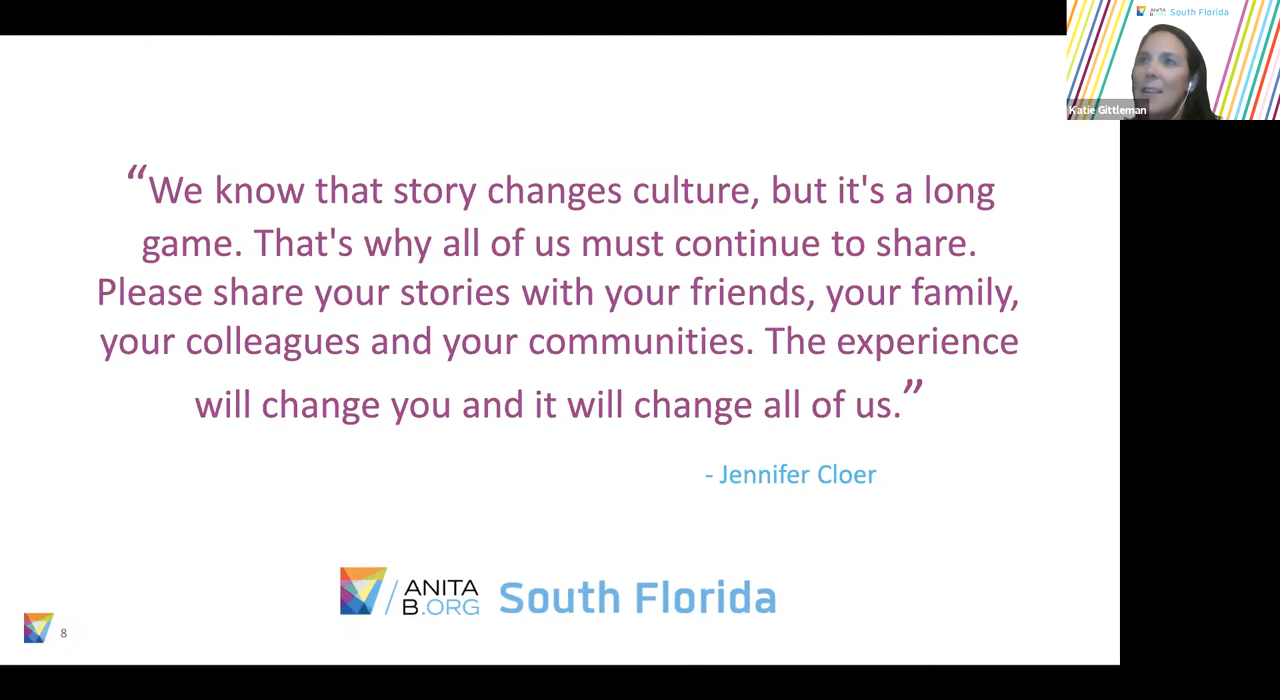 ANITA
B.ORG
South Florida
Katie Gittleman
“We know that story changes culture, but it's a long
game. That's why all of us must continue to share.
Please share your stories with your friends, your family,
your colleagues and your communities. The experience
will change you and it will change all of us.”
- Jennifer Cloer
ANITA
B.ORG
South Florida
8